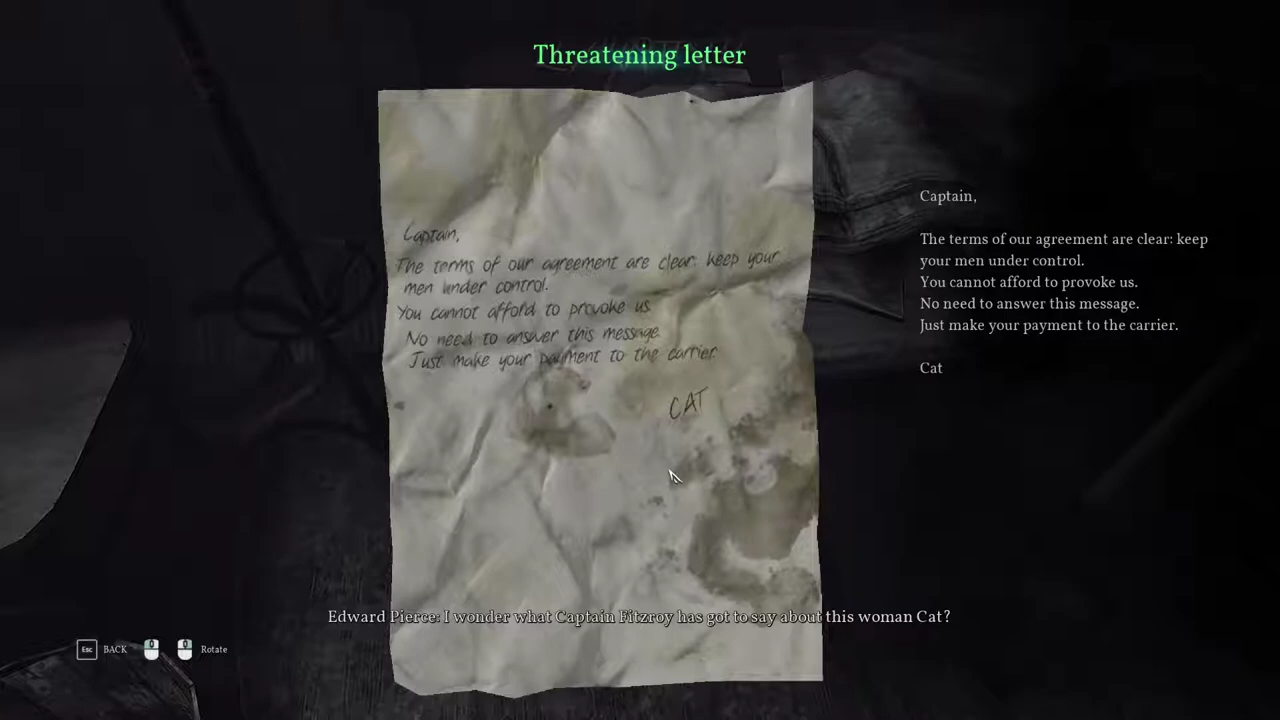 Threatening letter
Captain,
The terms of our agreement are clear: keep your
men under control.
You cannot afford to provoke us
No need to answer this message.
Just make your payment to the carrier.
CAT
Captain,
The terms of our agreement are clear: keep
your men under control.
You cannot afford to provoke us.
No need to answer this message.
Just make your payment to the carrier.
Cat
Edward Pierce: I wonder what Captain Fitzroy has got to say about this woman Cat?
Esc BACK Rotate